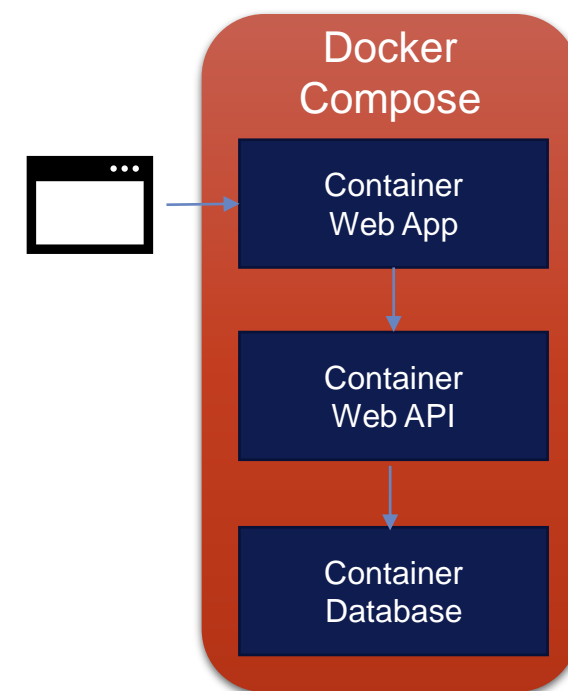 Docker
Compose
Container
Web App
Container
Web API
Container
Database